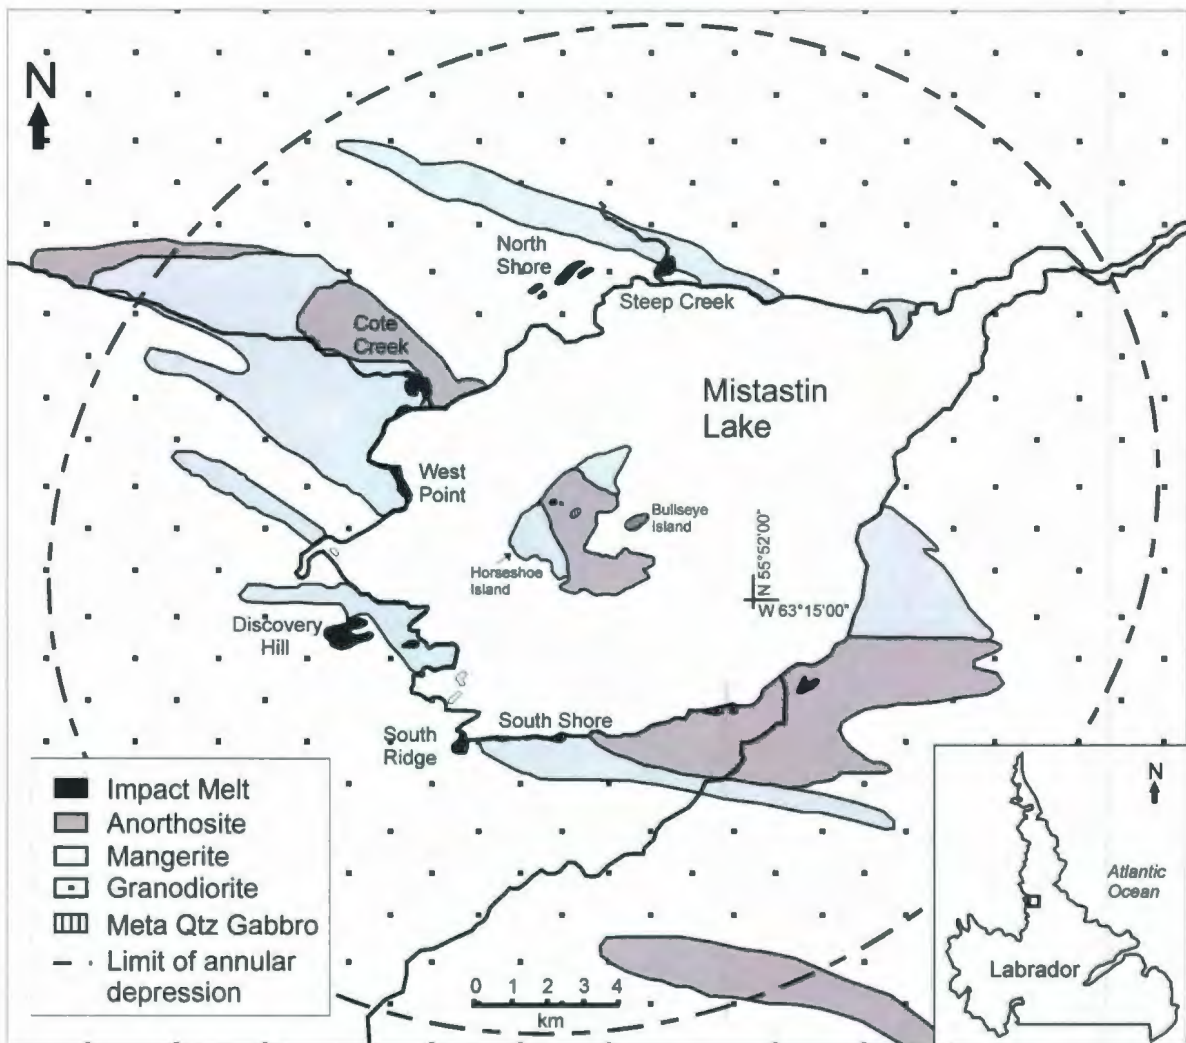 N
North
Shore
Steep Creek
Cote
Creek
Mistastin
Lake
West
Point
Bullseye
Island
Horseshoe
Island
N 55°52'00"
W 63°15'00"
Discovery
Hill
South Shore
South
Ridge
Impact Melt
Anorthosite
Mangerite
Granodiorite
Meta Qtz Gabbro
Limit of annular
depression
0 1 2 3 4
km
N
Atlantic
Ocean
Labrador